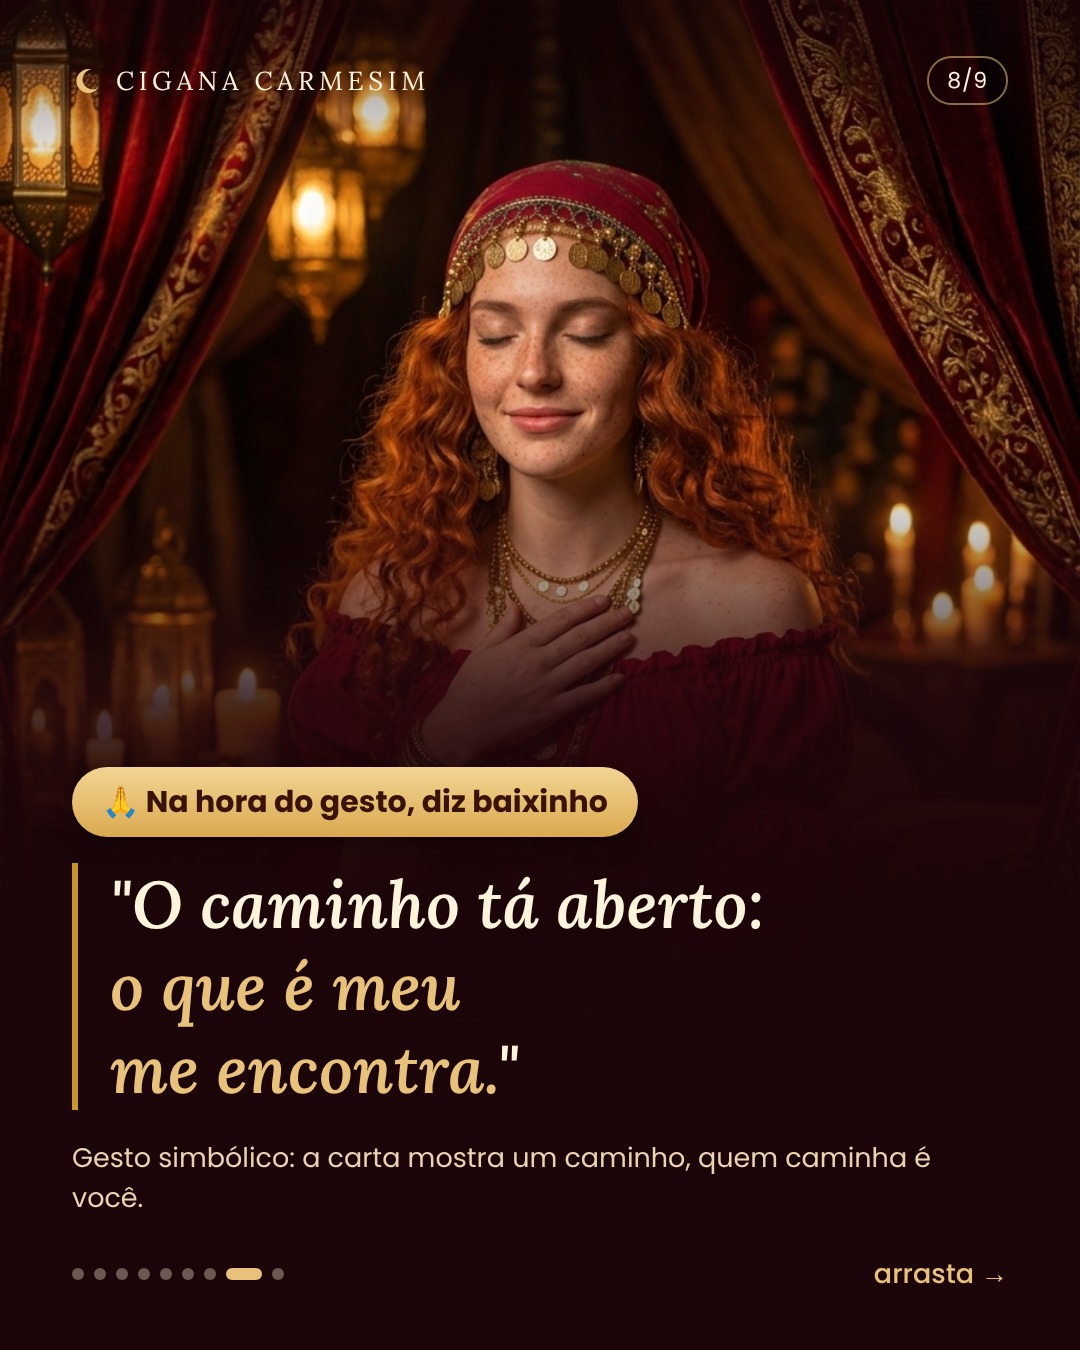 CIGANA CARMESIM
8/9
🙏 Na hora do gesto, diz baixinho
"O caminho tá aberto:
o que é meu
me encontra."
Gesto simbólico: a carta mostra um caminho, quem caminha é
você.
arrasta →